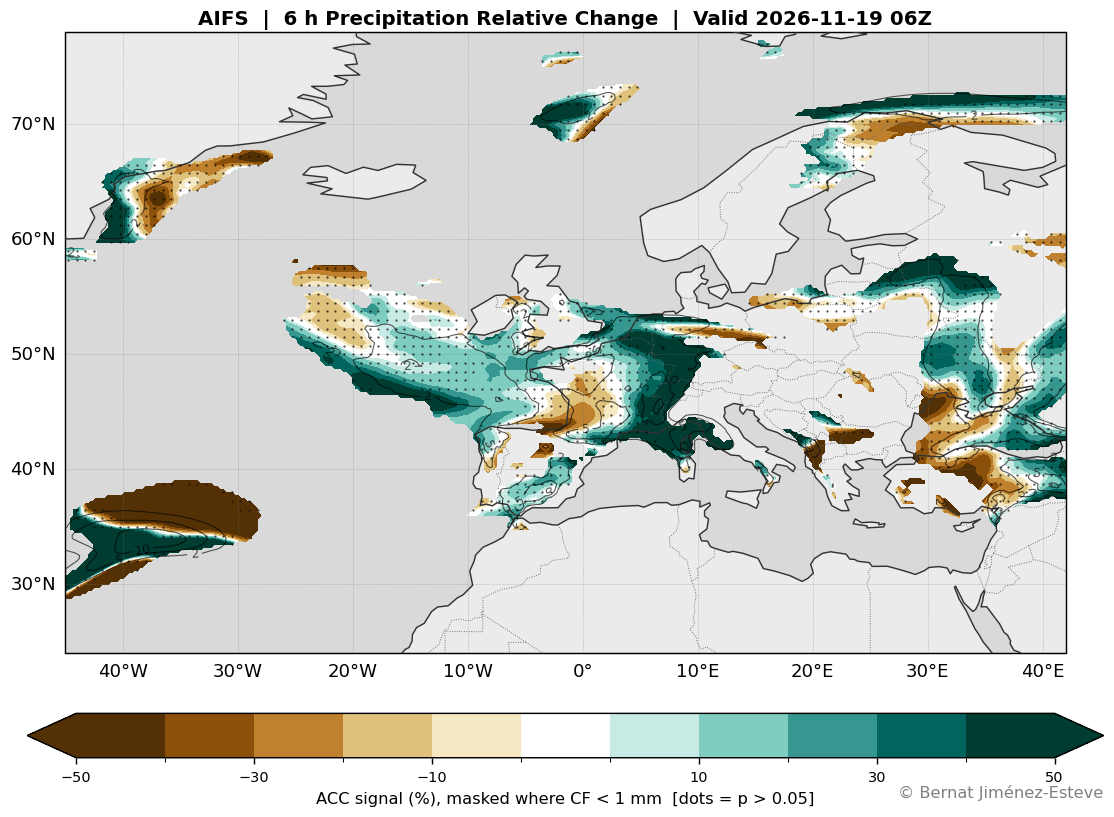 AIFS | 6 h Precipitation Relative Change | Valid 2026-11-19 06Z
70°N
60°N
50°N
40°N
30°N
40°W 30°W 20°W 10°W 0° 10°E 20°E 30°E 40°E
−50 −30 −10 10 30 50
ACC signal (%), masked where CF < 1 mm [dots = p > 0.05]
© Bernat Jiménez-Esteve